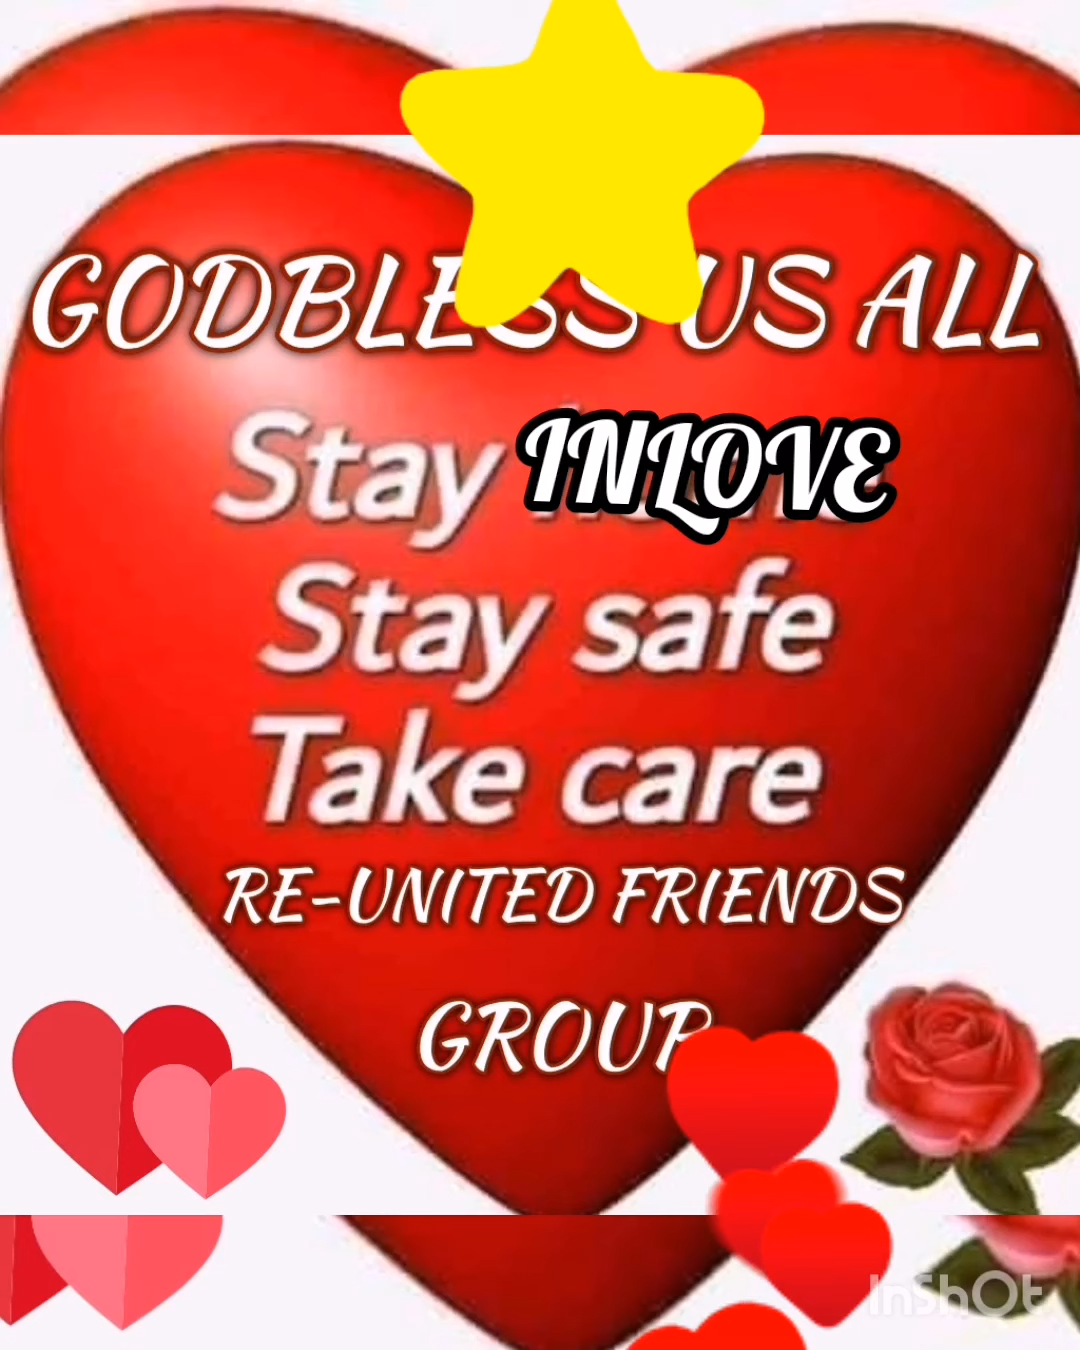 GODBLESS US ALL
Stay INLOVE
Stay safe
Take care
RE-UNITED FRIENDS
GROUP
InShOt